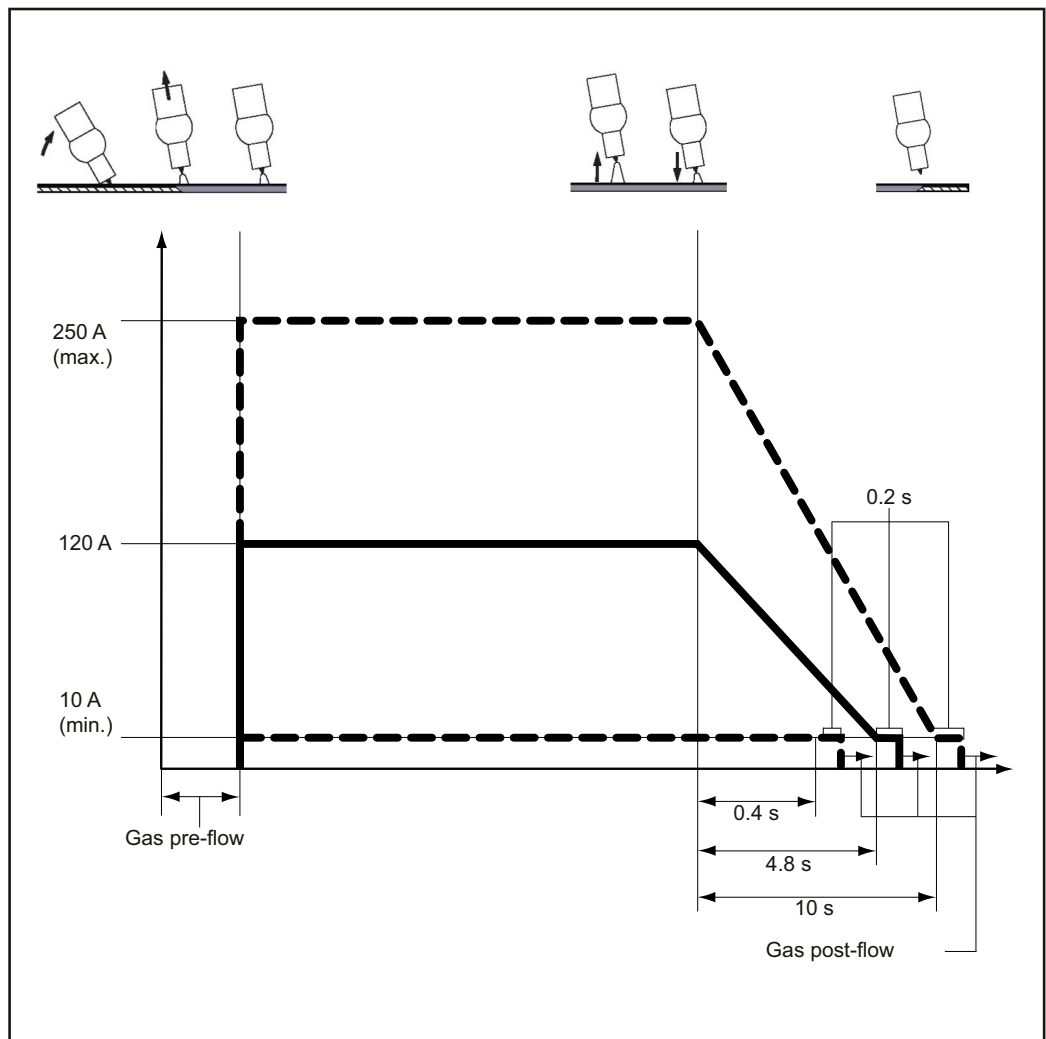 250 A
(max.)
0.2 s
120 A
10 A
(min.)
0.4 s
Gas pre-flow
4.8 s
10 s
Gas post-flow